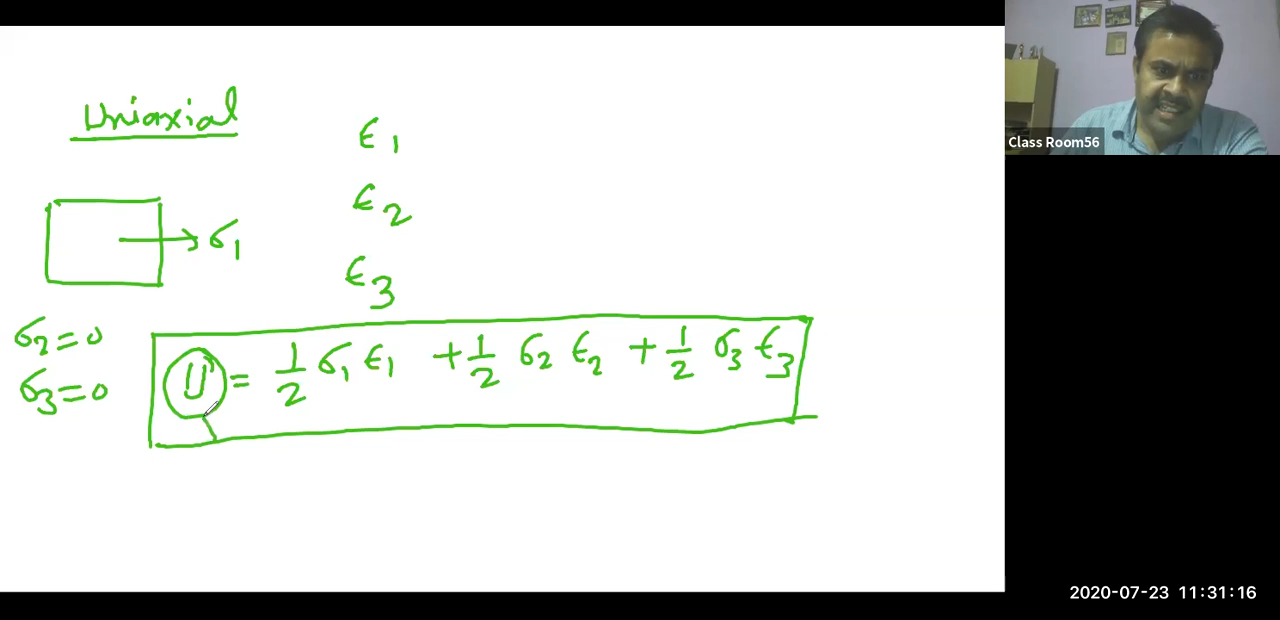 Uniaxial
ϵ1
ϵ2
ϵ3
σ1
σ2 = 0
σ3 = 0
U = 1/2 σ1 ϵ1 + 1/2 σ2 ϵ2 + 1/2 σ3 ϵ3
Class Room56
2020-07-23 11:31:16